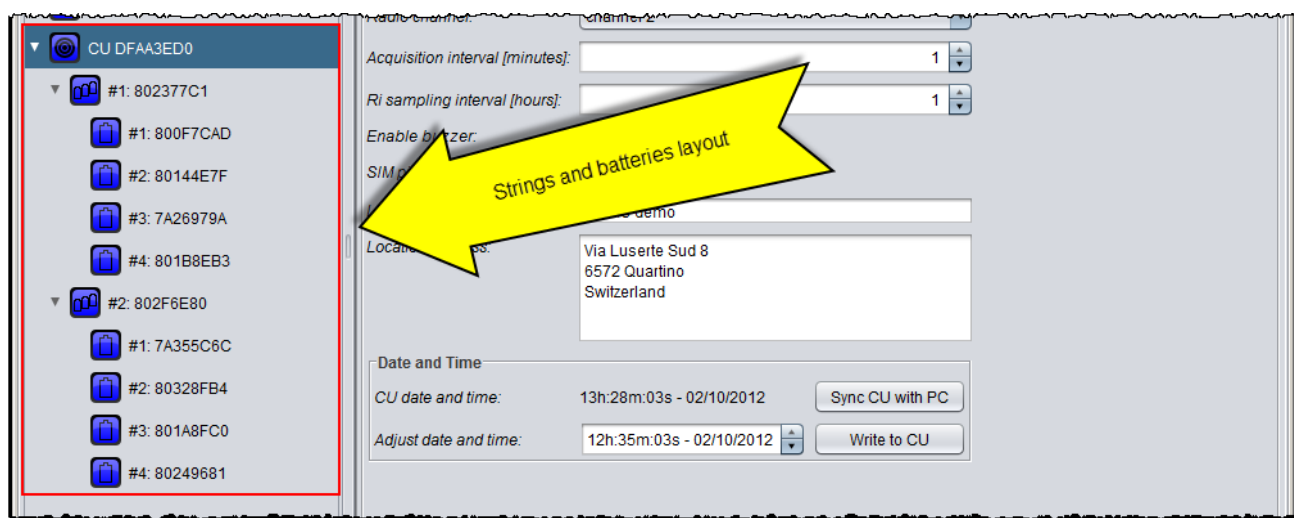 CU DFAA3ED0
#1: 802377C1
#1: 800F7CAD
#2: 80144E7F
#3: 7A26979A
#4: 801B8EB3
#2: 802F6E80
#1: 7A355C6C
#2: 80328FB4
#3: 801A8FC0
#4: 80249681
Acquisition interval [minutes]: 1
Ri sampling interval [hours]: 1
Enable
SIM
Strings and batteries layout
demo
Via Luserte Sud 8
6572 Quartino
Switzerland
Date and Time
CU date and time: 13h:28m:03s - 02/10/2012 Sync CU with PC
Adjust date and time: 12h:35m:03s - 02/10/2012 Write to CU